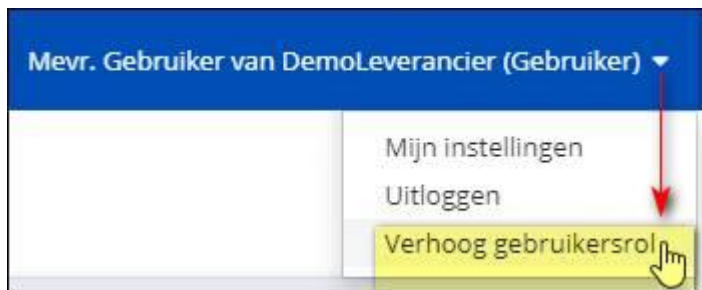 Mevr. Gebruiker van DemoLeverancier (Gebruiker)
Mijn instellingen
Uitloggen
Verhoog gebruikersrol